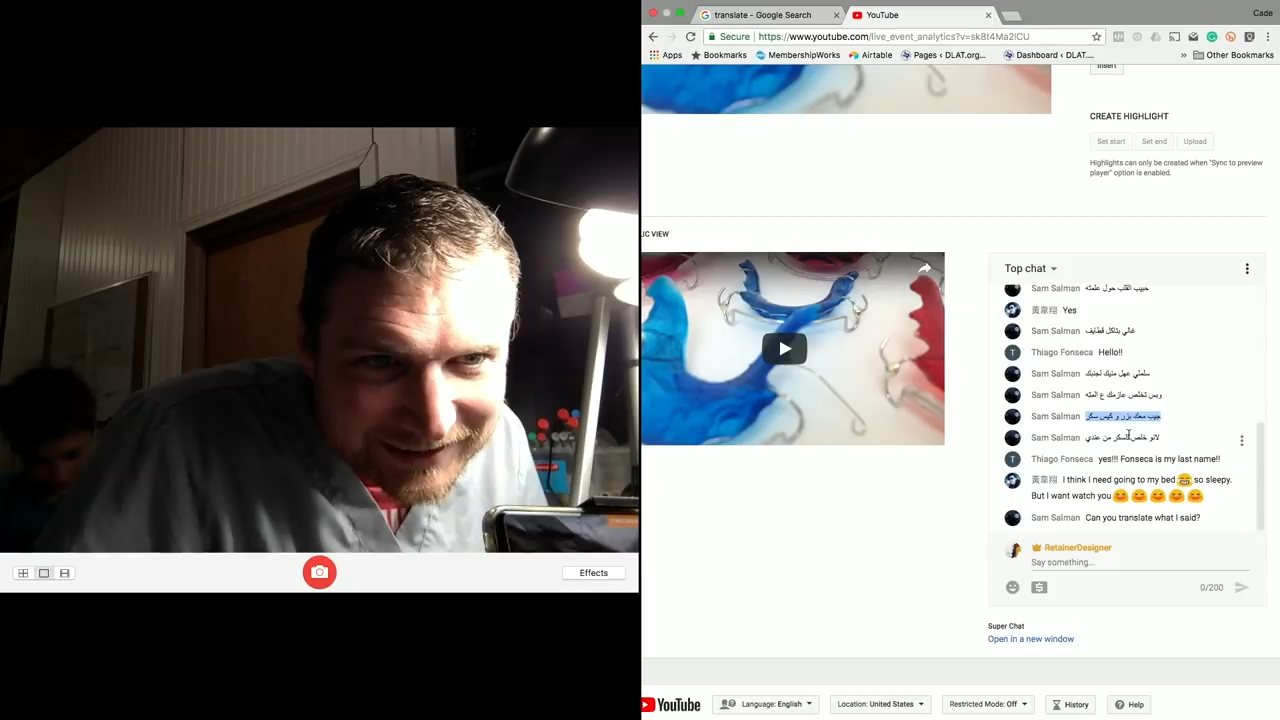 translate - Google Search
YouTube
Cade
Secure
https://www.youtube.com/live_event_analytics?v=sk8t4Ma2lCU
Apps
Bookmarks
MembershipWorks
Airtable
Pages ‹ DLAT.org...
Dashboard ‹ DLAT....
»
Other Bookmarks
Insert
CREATE HIGHLIGHT
Set start
Set end
Upload
Highlights can only be created when "Sync to preview
player" option is enabled.
LIC VIEW
Top chat
Sam Salman حبيب القلب حول علمته
黃韋翔 Yes
Sam Salman غالي بتاكل قطايف
Thiago Fonseca Hello!!
Sam Salman سلملي عهل منيك لجنبك
Sam Salman وبس تخلص عازمك ع المته
Sam Salman جيب معك بزر و كيس سكر
Sam Salman لانو خلص السكر من عندي
Thiago Fonseca yes!!! Fonseca is my last name!!
黃韋翔 I think I need going to my bed so sleepy.
But I want watch you
Sam Salman Can you translate what I said?
RetainerDesigner
Say something...
0/200
Super Chat
Open in a new window
Effects
YouTube
Language: English
Location: United States
Restricted Mode: Off
History
Help